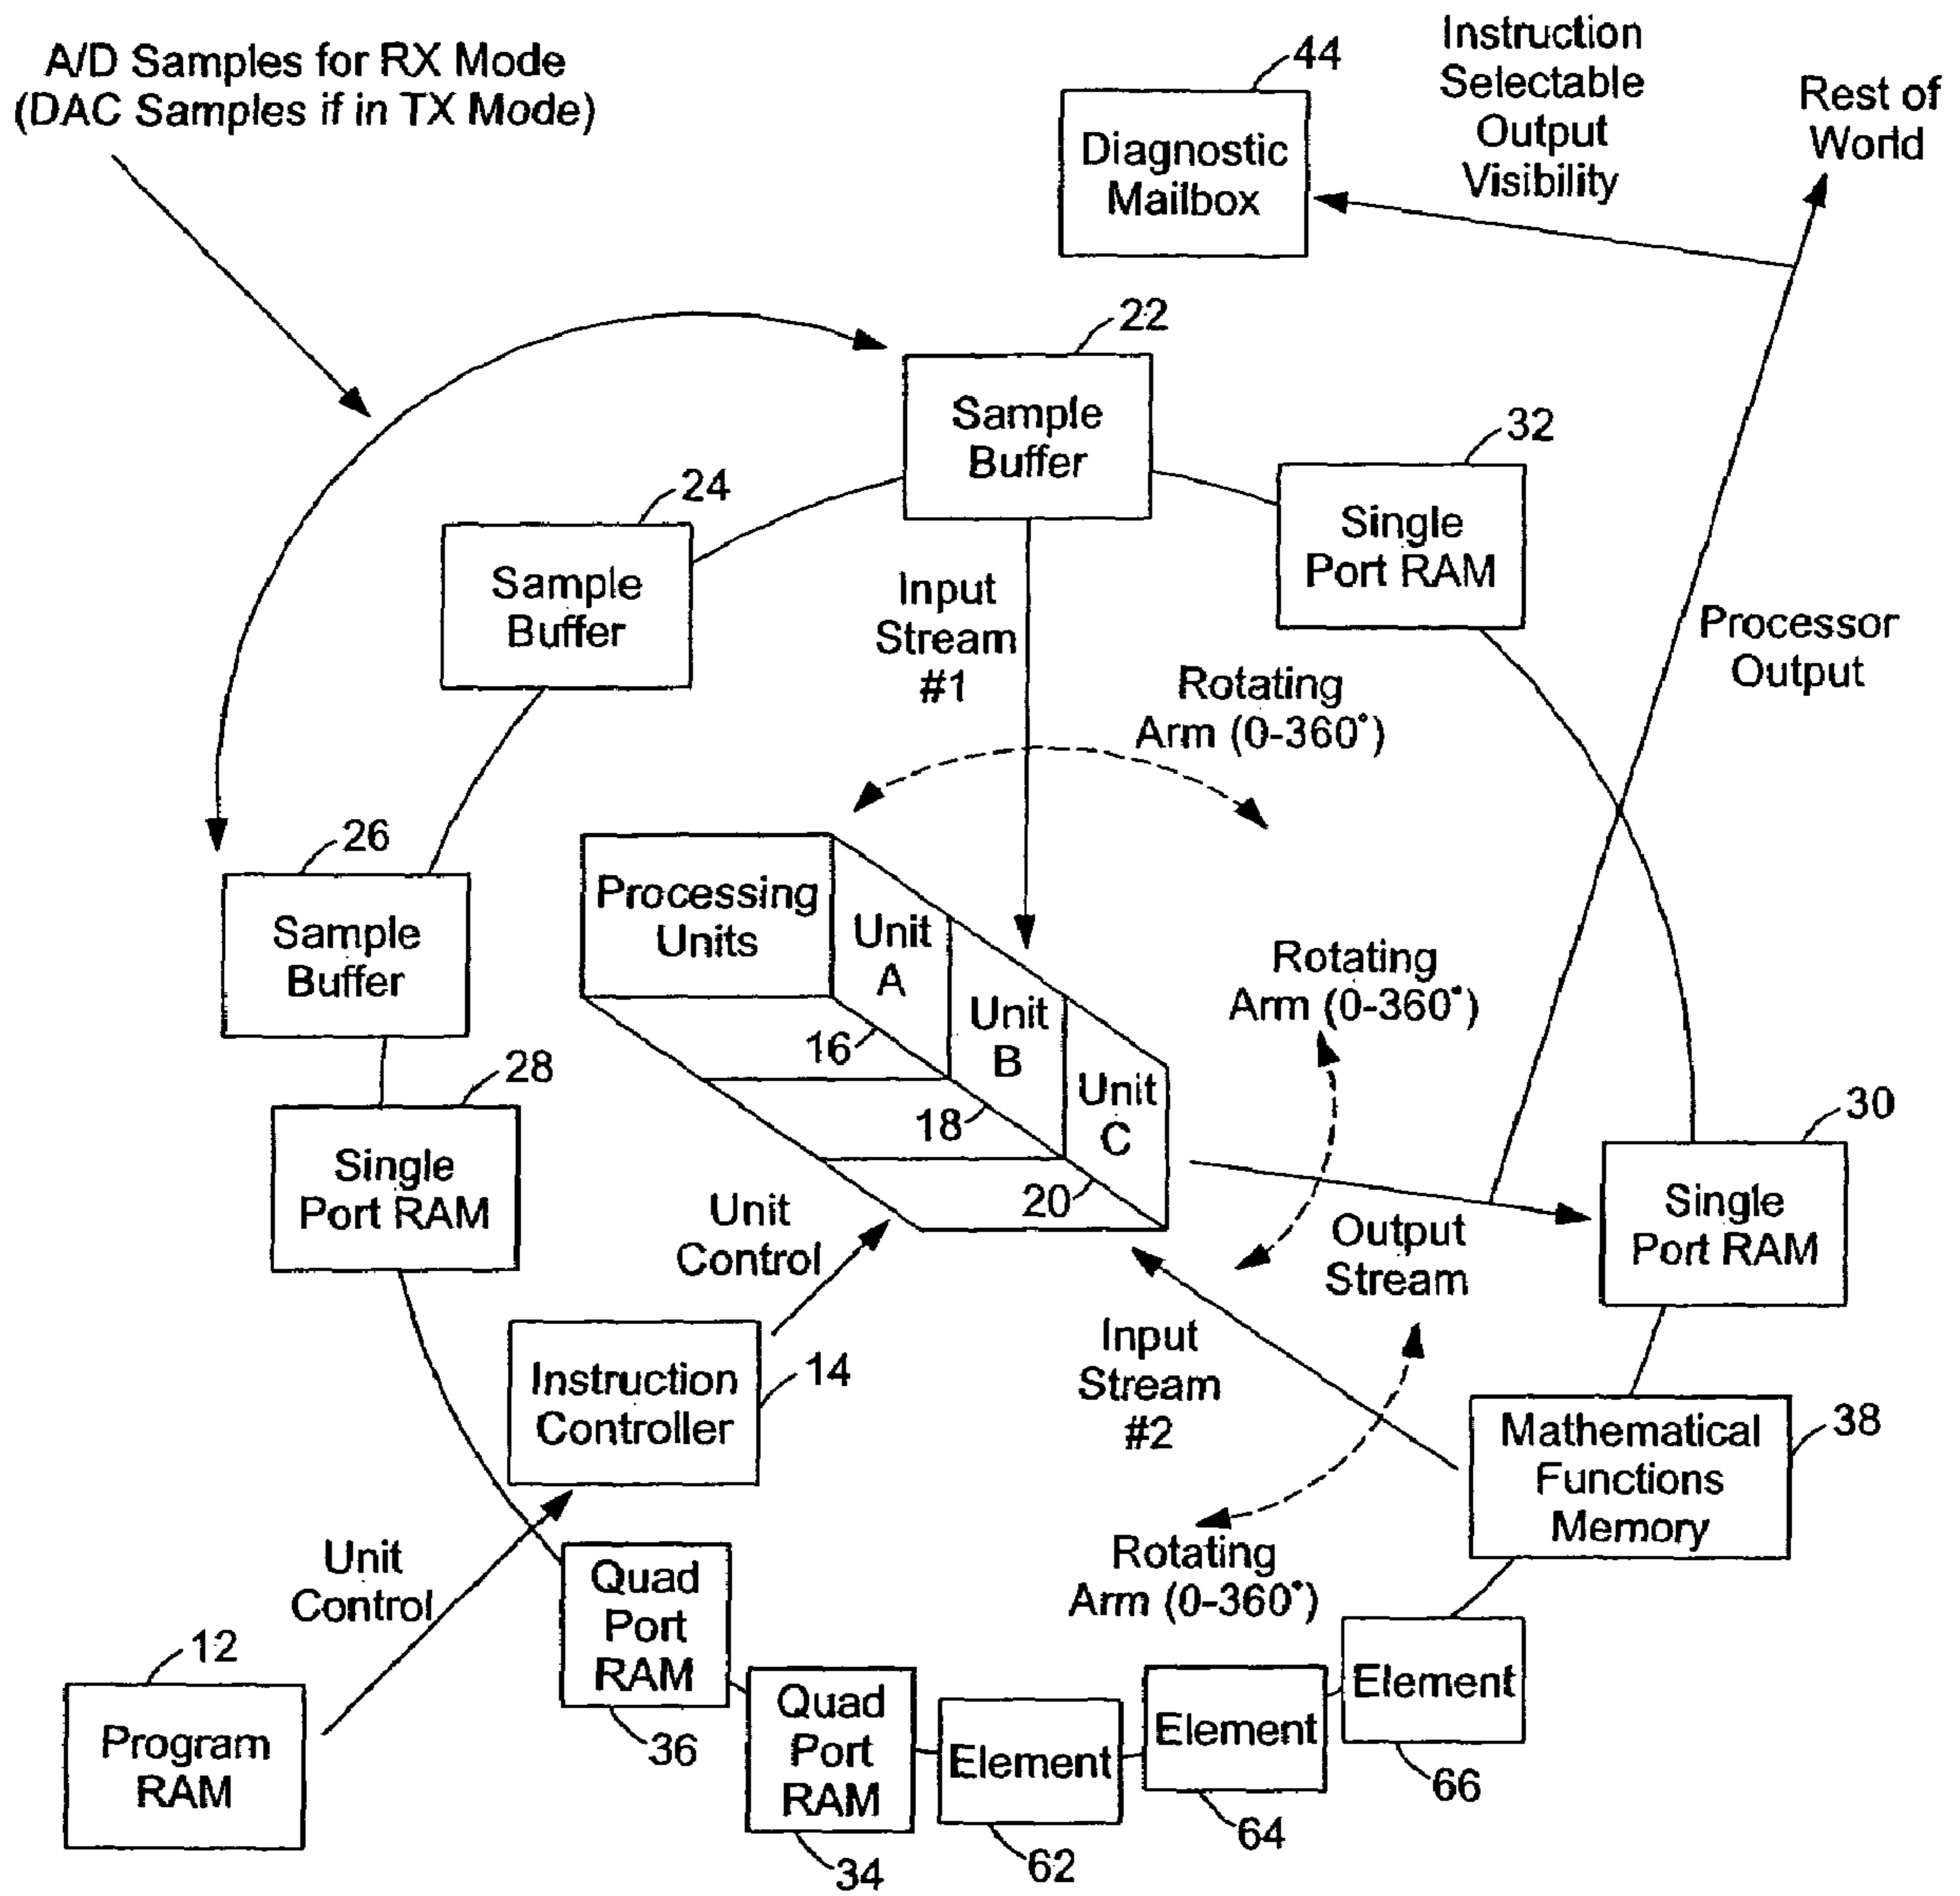 A/D Samples for RX Mode
(DAC Samples if in TX Mode)
44
Diagnostic
Mailbox
Instruction
Selectable
Output
Visibility
Rest of
World
22
Sample
Buffer
32
Single
Port RAM
24
Sample
Buffer
Input
Stream
#1
Processor
Output
Rotating
Arm (0-360°)
26
Sample
Buffer
Processing
Units
Unit
A
Unit
B
Unit
C
16
18
20
Rotating
Arm (0-360°)
28
Single
Port RAM
30
Single
Port RAM
Unit
Control
Output
Stream
Instruction
Controller
14
Input
Stream
#2
38
Mathematical
Functions
Memory
Unit
Control
Rotating
Arm (0-360°)
12
Program
RAM
Quad
Port
RAM
36
Quad
Port
RAM
34
Element
62
Element
64
Element
66